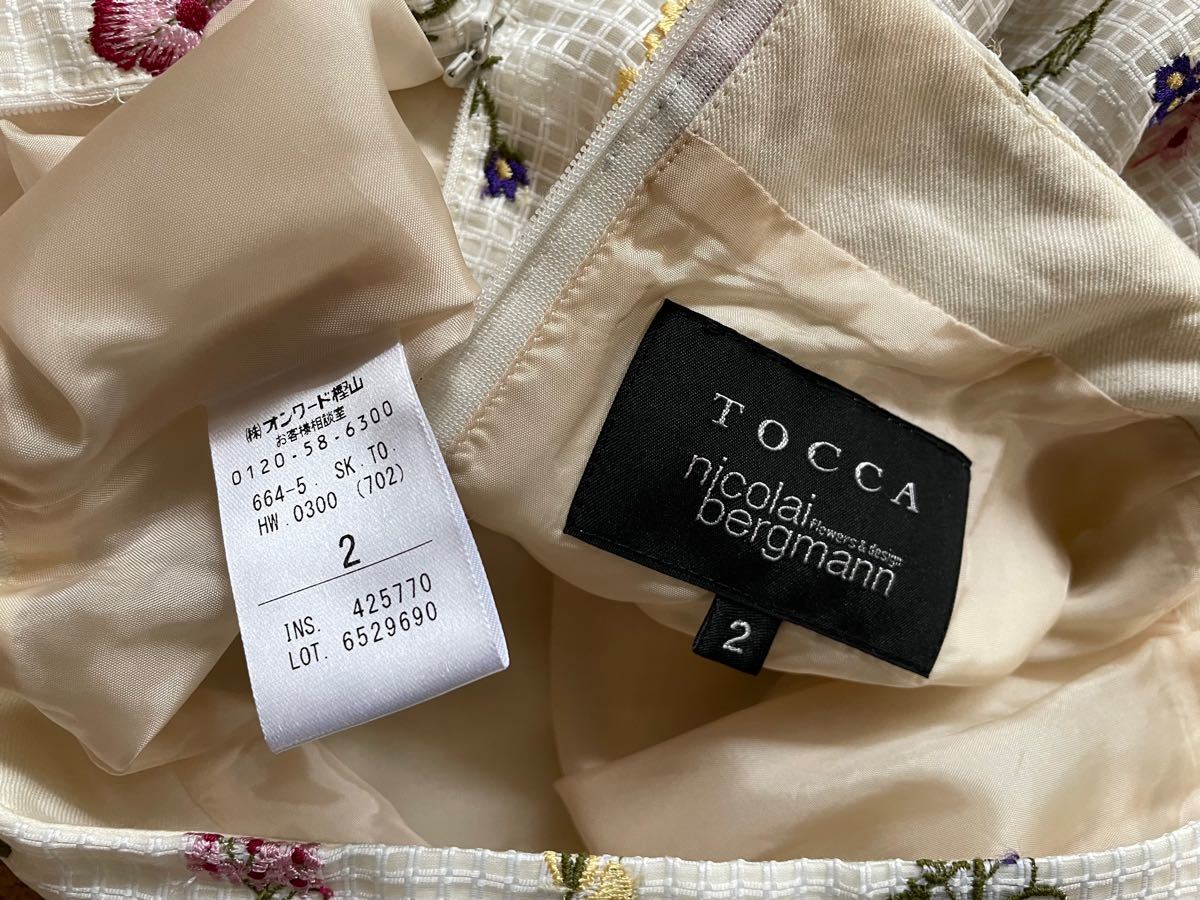 (株)オンワード樫山
お客様相談室
0120-58-6300
664-5. SK.TO.
HW.0300 (702)
2
INS. 425770
LOT. 6529690
TOCCA
nicolai
bergmann
flowers & design
2